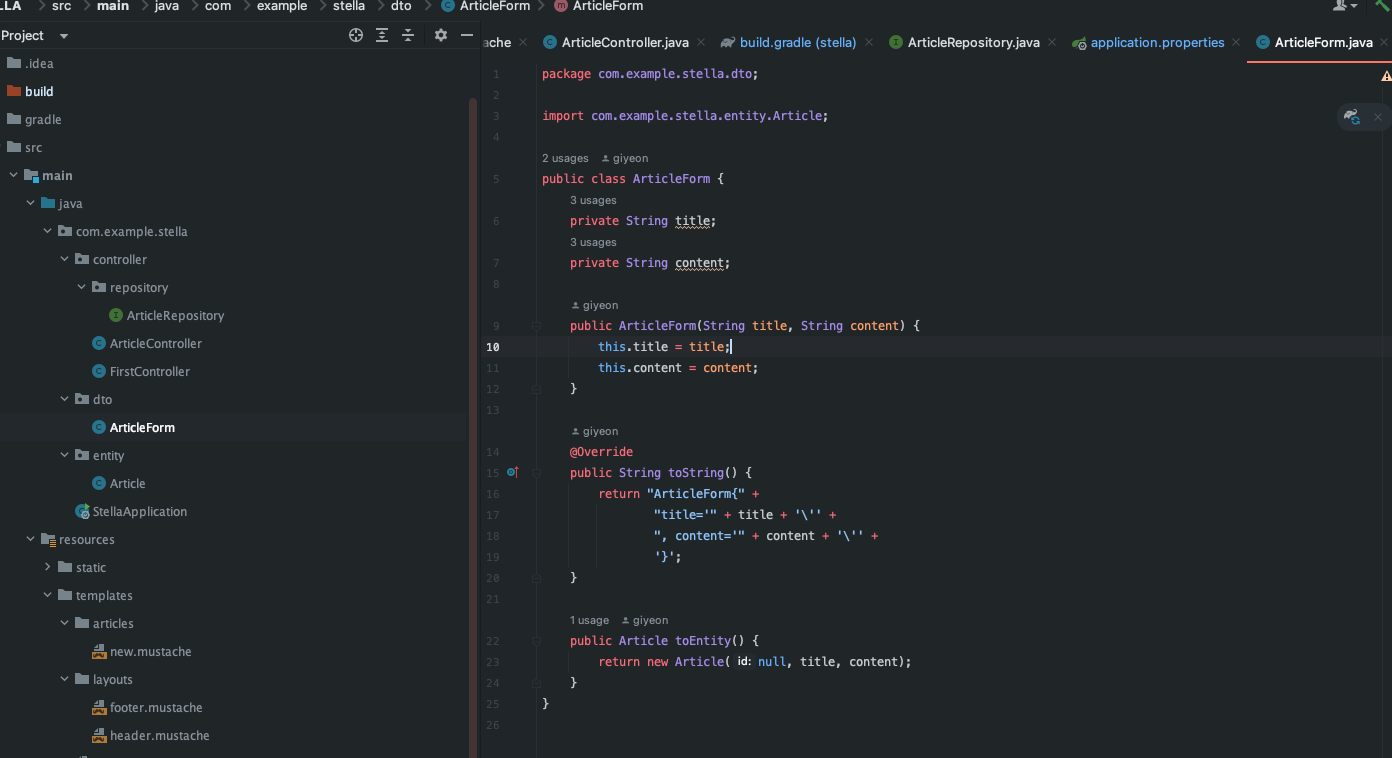 LLA > src > main > java > com > example > stella > dto > ArticleForm > ArticleForm
Project
ache ArticleController.java build.gradle (stella) ArticleRepository.java application.properties ArticleForm.java
.idea
build
gradle
src
main
java
com.example.stella
controller
repository
ArticleRepository
ArticleController
FirstController
dto
ArticleForm
entity
Article
StellaApplication
resources
static
templates
articles
new.mustache
layouts
footer.mustache
header.mustache
1 package com.example.stella.dto;
2
3 import com.example.stella.entity.Article;
4
2 usages giyeon
5 public class ArticleForm {
3 usages
6 private String title;
3 usages
7 private String content;
8
giyeon
9 public ArticleForm(String title, String content) {
10 this.title = title;
11 this.content = content;
12 }
13
giyeon
14 @Override
15 public String toString() {
16 return "ArticleForm{" +
17 "title='" + title + '\'' +
18 ", content='" + content + '\'' +
19 '}';
20 }
21
1 usage giyeon
22 public Article toEntity() {
23 return new Article( id: null, title, content);
24 }
25 }
26